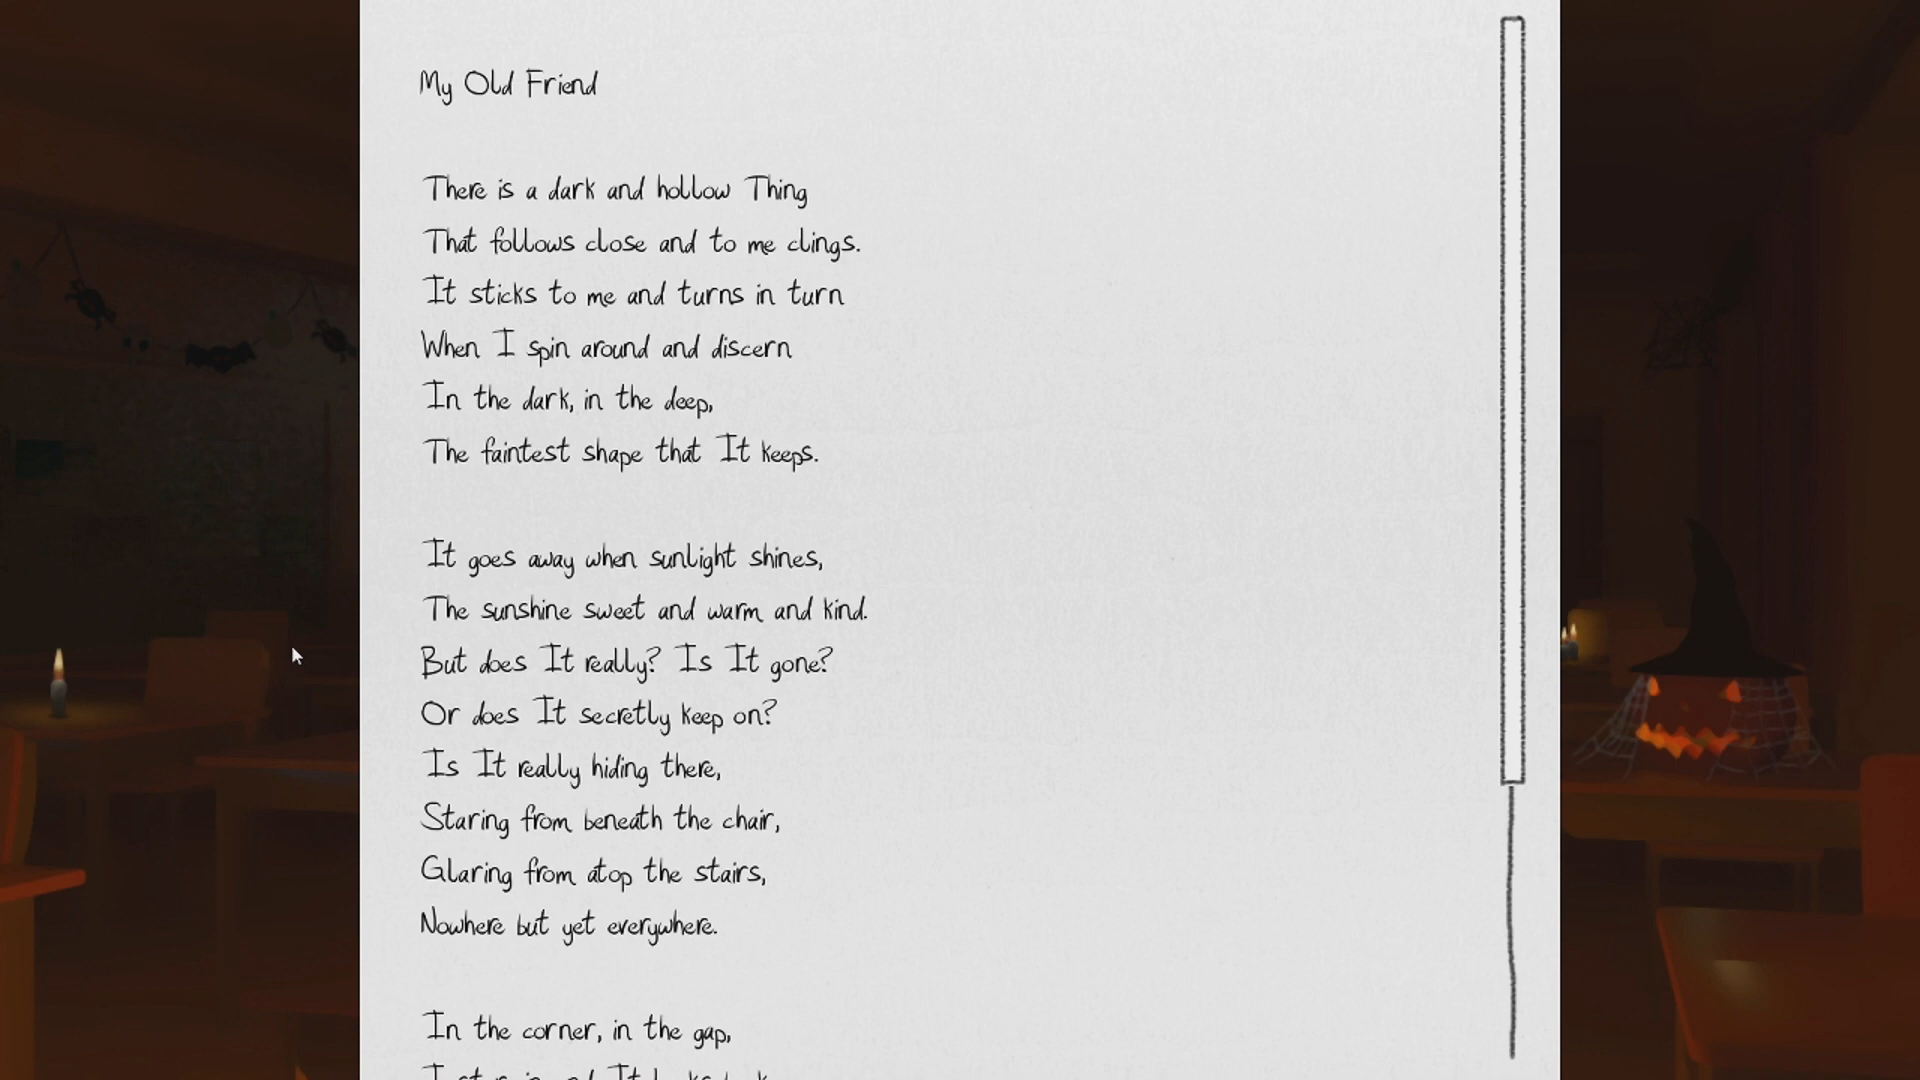 My Old Friend
There is a dark and hollow Thing
That follows close and to me clings.
It sticks to me and turns in turn
When I spin around and discern
In the dark, in the deep,
The faintest shape that It keeps.
It goes away when sunlight shines,
The sunshine sweet and warm and kind.
But does It really? Is It gone?
Or does It secretly keep on?
Is It really hiding there,
Staring from beneath the chair,
Glaring from atop the stairs,
Nowhere but yet everywhere.
In the corner, in the gap,